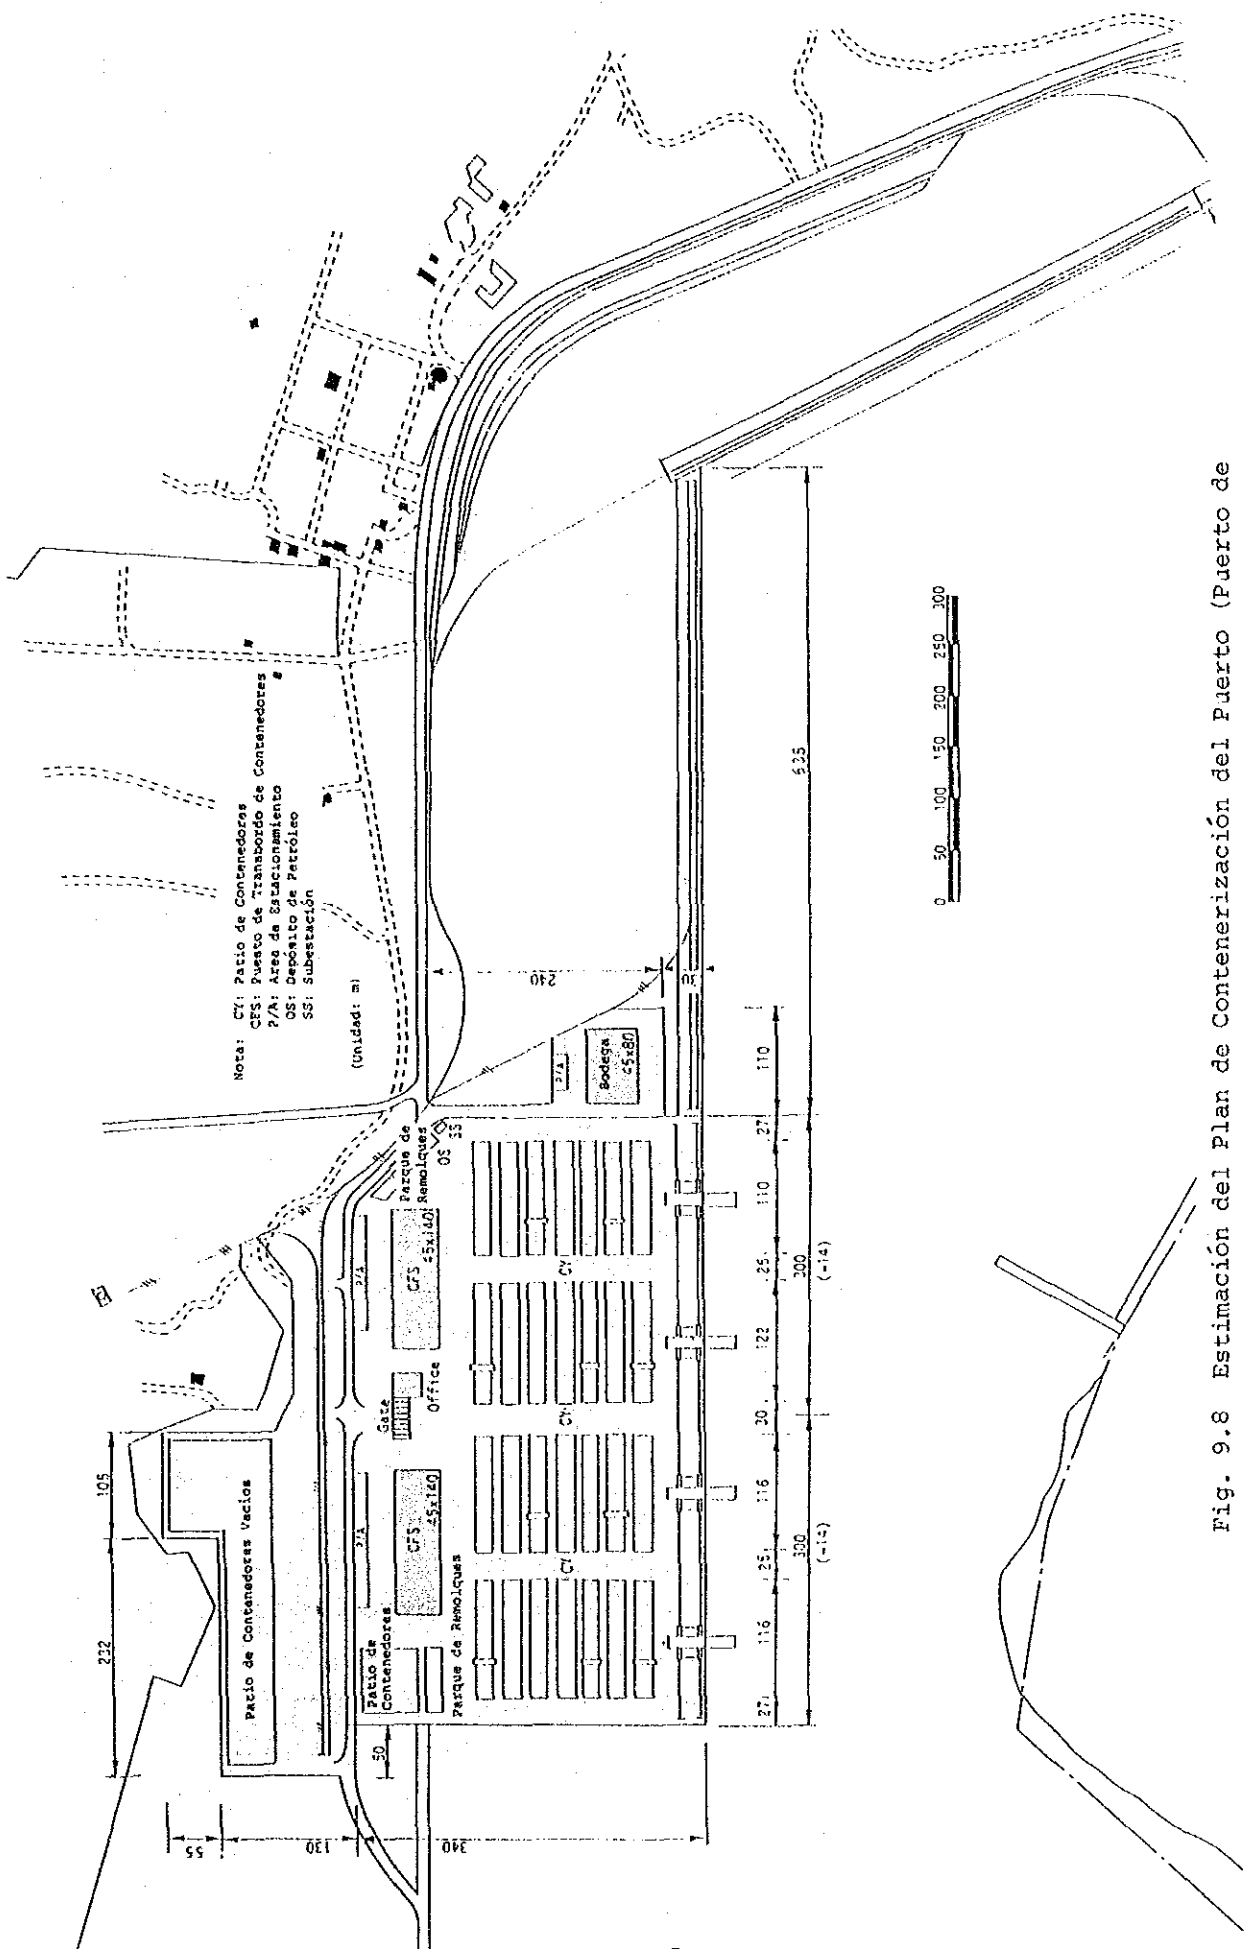 Nota: CY: Patio de Contenedores
CFS: Puesto de Transbordo de Contenedores
P/A: Area de Estacionamiento
OS: Depósito de Petróleo
SS: Subestación
(Unidad: m)
232
105
55
130
340
50
Patio de Contenedores Vacíos
Patio de
Contenedores
P/A
CFS
45x140
Gate
Office
P/A
CFS
45x140
Parque de
Remolques
OS
SS
Parque de Remolques
CY
CY
CY
P/A
Bodega
45x80
240
30
27
116
25
116
30
122
25
110
27
110
300
(-14)
300
(-14)
635
0 50 100 150 200 250 300
Fig. 9.8 Estimación del Plan de Contenerización del Puerto (Puerto de